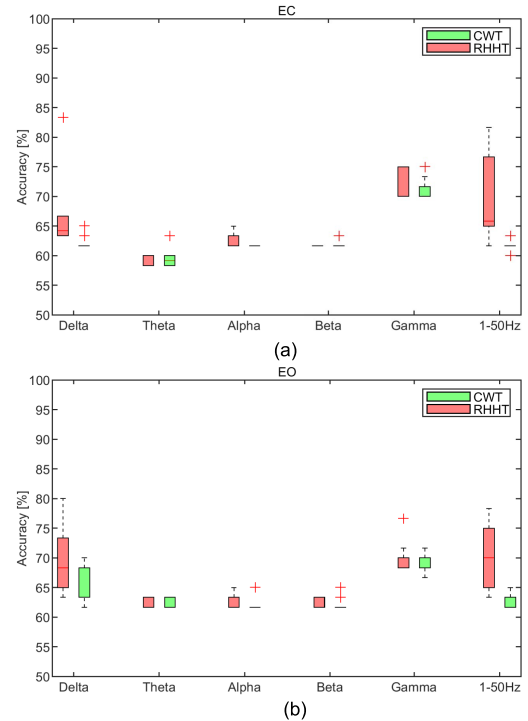 EC
CWT
RHHT
Accuracy [%]
100
95
90
85
80
75
70
65
60
55
50
Delta Theta Alpha Beta Gamma 1-50Hz
(a)
EO
CWT
RHHT
Accuracy [%]
100
95
90
85
80
75
70
65
60
55
50
Delta Theta Alpha Beta Gamma 1-50Hz
(b)